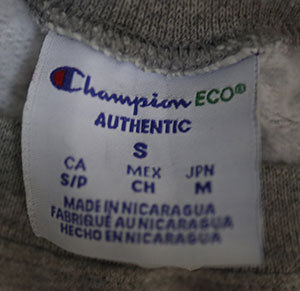 Champion ECO®
AUTHENTIC
S
CA MEX JPN
S/P CH M
MADE IN NICARAGUA
FABRIQUÉ AU NICARAGUA
HECHO EN NICARAGUA